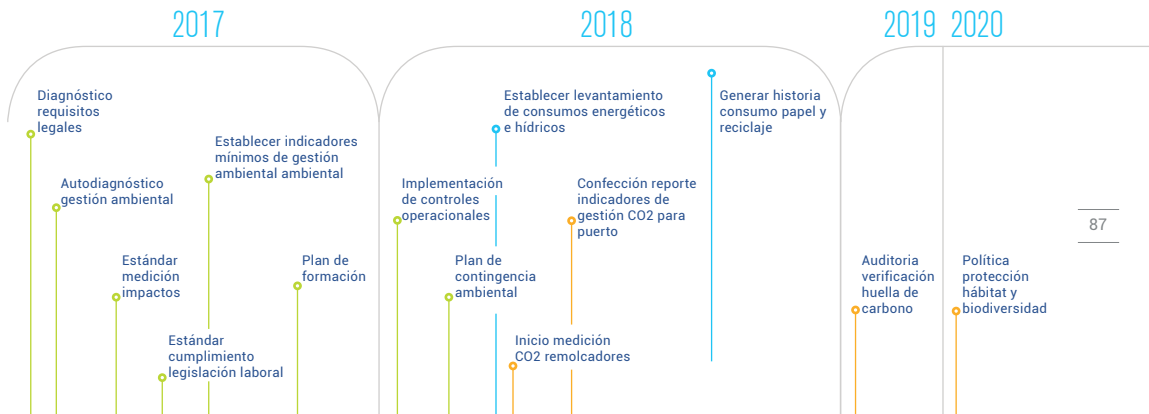 2017
2018
2019
2020
Diagnóstico
requisitos
legales
Autodiagnóstico
gestión ambiental
Estándar
medición
impactos
Estándar
cumplimiento
legislación laboral
Establecer indicadores
mínimos de gestión
ambiental ambiental
Plan de
formación
Implementación
de controles
operacionales
Plan de
contingencia
ambiental
Establecer levantamiento
de consumos energéticos
e hídricos
Inicio medición
CO2 remolcadores
Confección reporte
indicadores de
gestión CO2 para
puerto
Generar historia
consumo papel y
reciclaje
Auditoria
verificación
huella de
carbono
Política
protección
hábitat y
biodiversidad
87